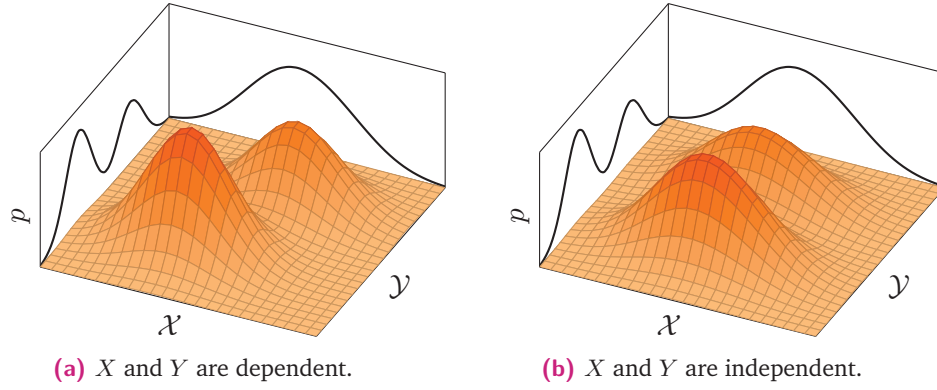 p
𝒳
𝒴
p
𝒳
𝒴
(a) X and Y are dependent.
(b) X and Y are independent.